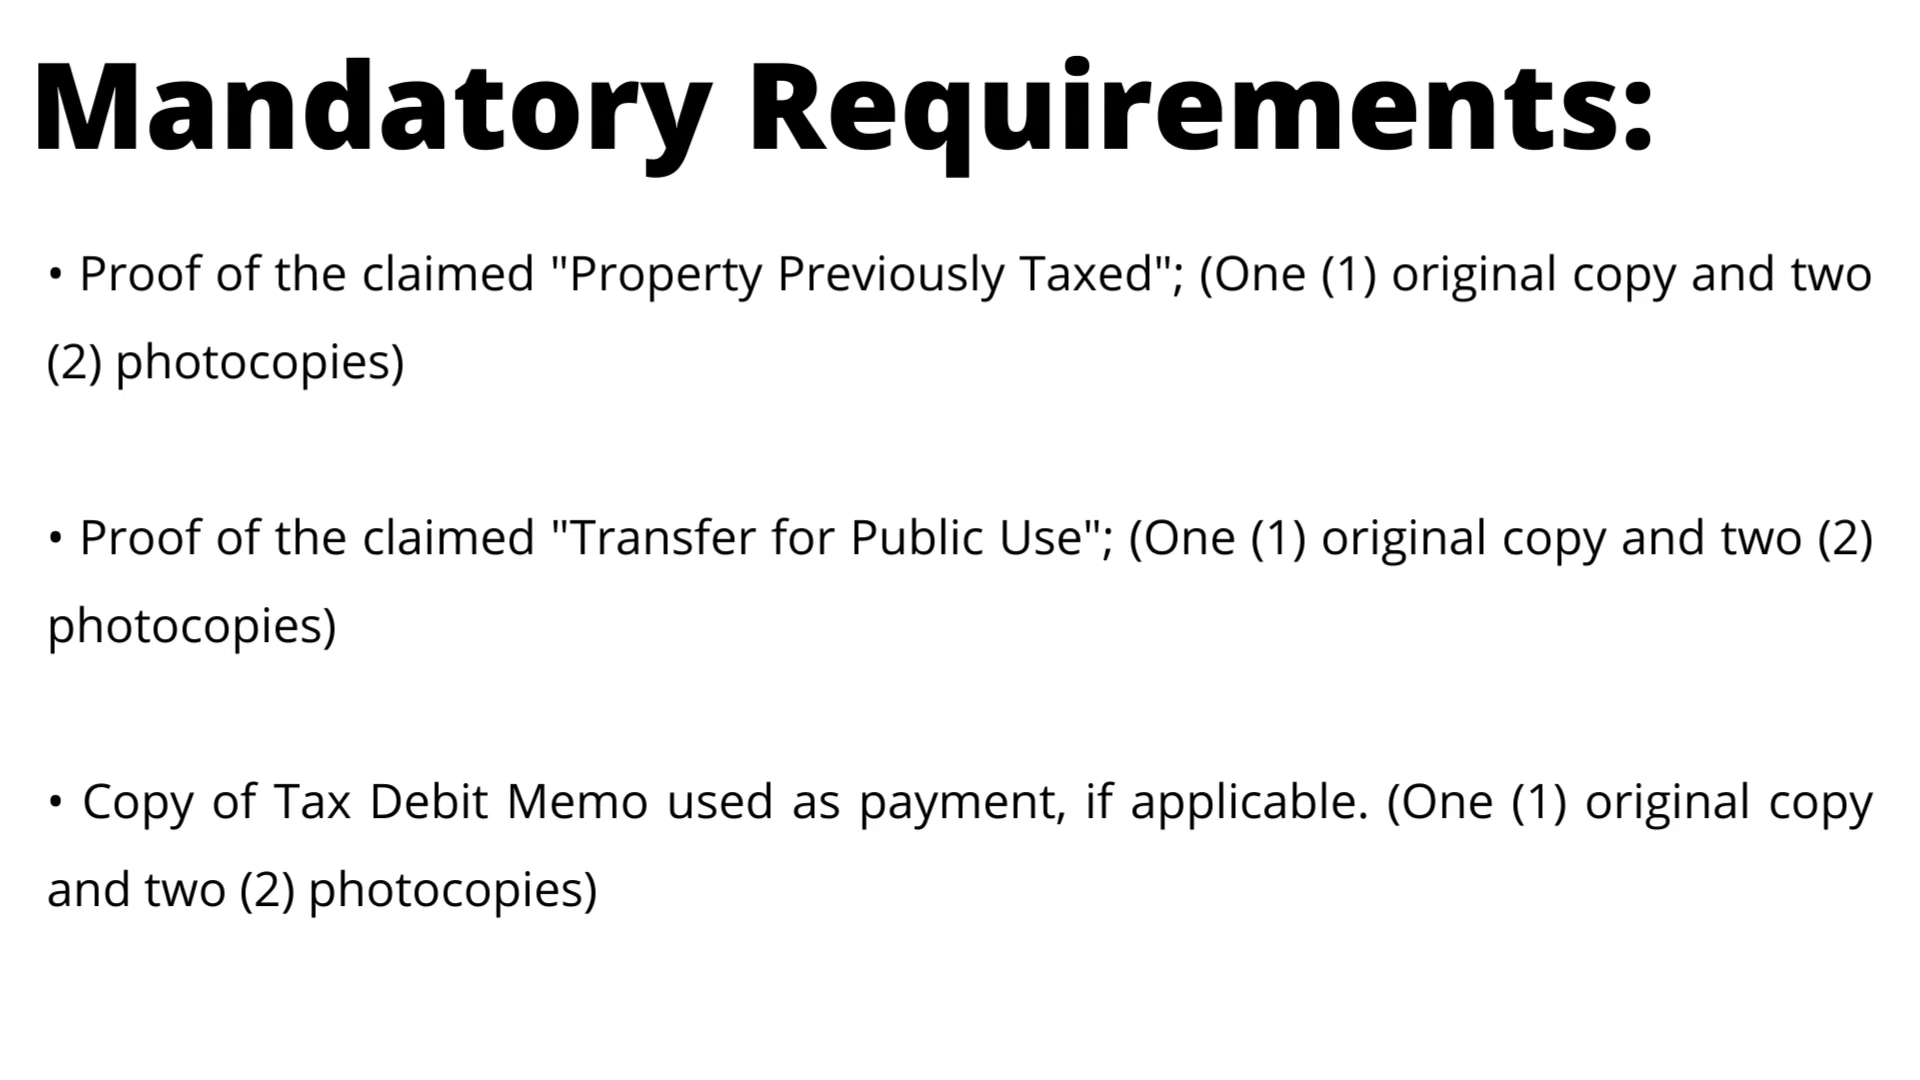 Mandatory Requirements:
• Proof of the claimed "Property Previously Taxed"; (One (1) original copy and two
(2) photocopies)
• Proof of the claimed "Transfer for Public Use"; (One (1) original copy and two (2)
photocopies)
• Copy of Tax Debit Memo used as payment, if applicable. (One (1) original copy
and two (2) photocopies)